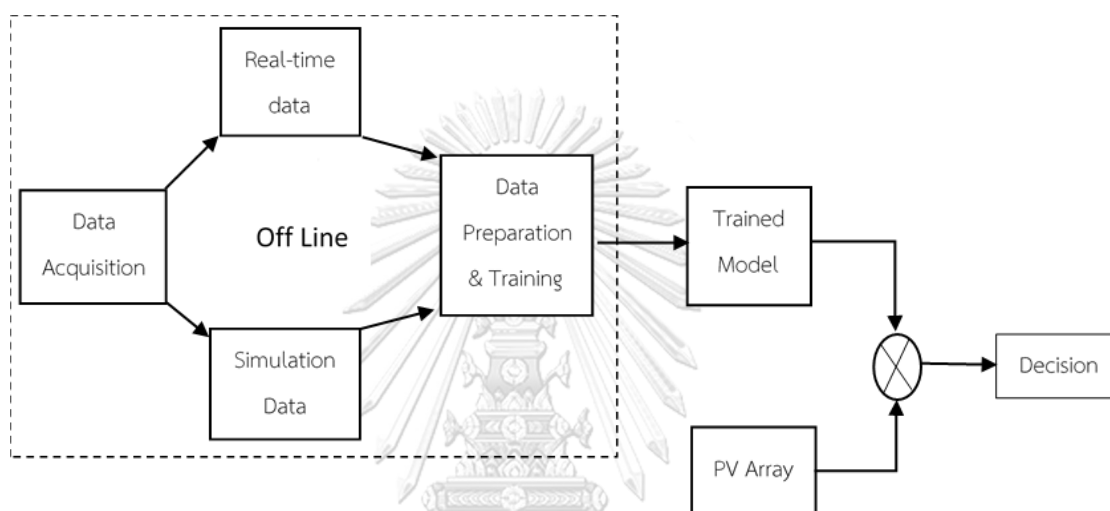 Real-time
data
Data
Acquisition
Off Line
Data
Preparation
& Training
Trained
Model
Simulation
Data
Decision
PV Array